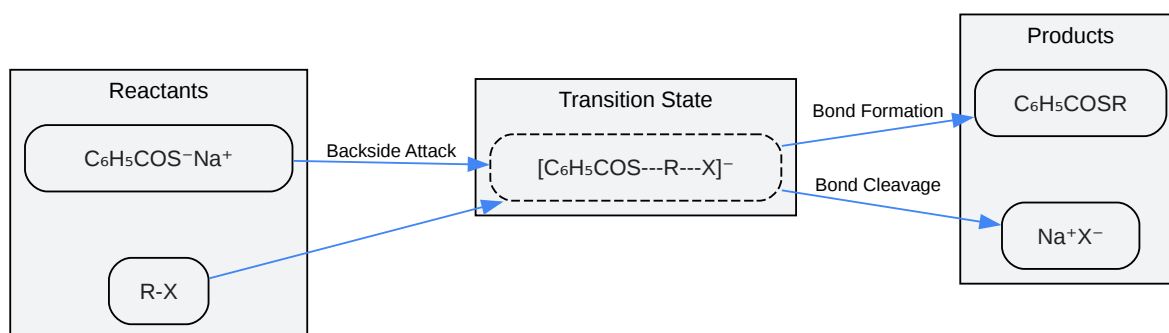 Reactants
C₆H₅COS⁻Na⁺
R-X
Backside Attack
Transition State
[C₆H₅COS---R---X]⁻
Bond Formation
Bond Cleavage
Products
C₆H₅COSR
Na⁺X⁻